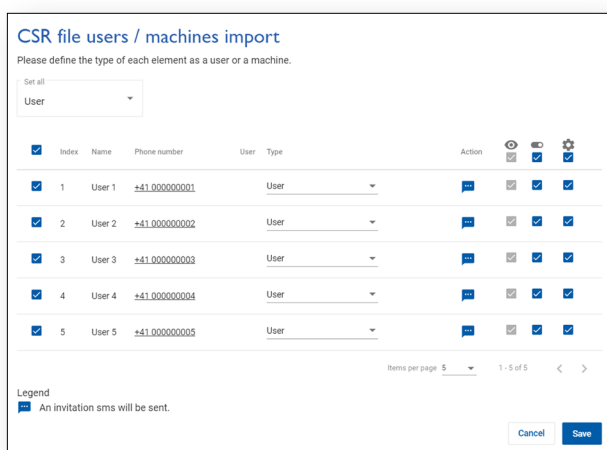 CSR file users / machines import
Please define the type of each element as a user or a machine.
Set all
User
Index Name Phone number User Type Action
1 User 1 +41 000000001 User
2 User 2 +41 000000002 User
3 User 3 +41 000000003 User
4 User 4 +41 000000004 User
5 User 5 +41 000000005 User
Items per page 5 1 - 5 of 5
Legend
An invitation sms will be sent.
Cancel Save